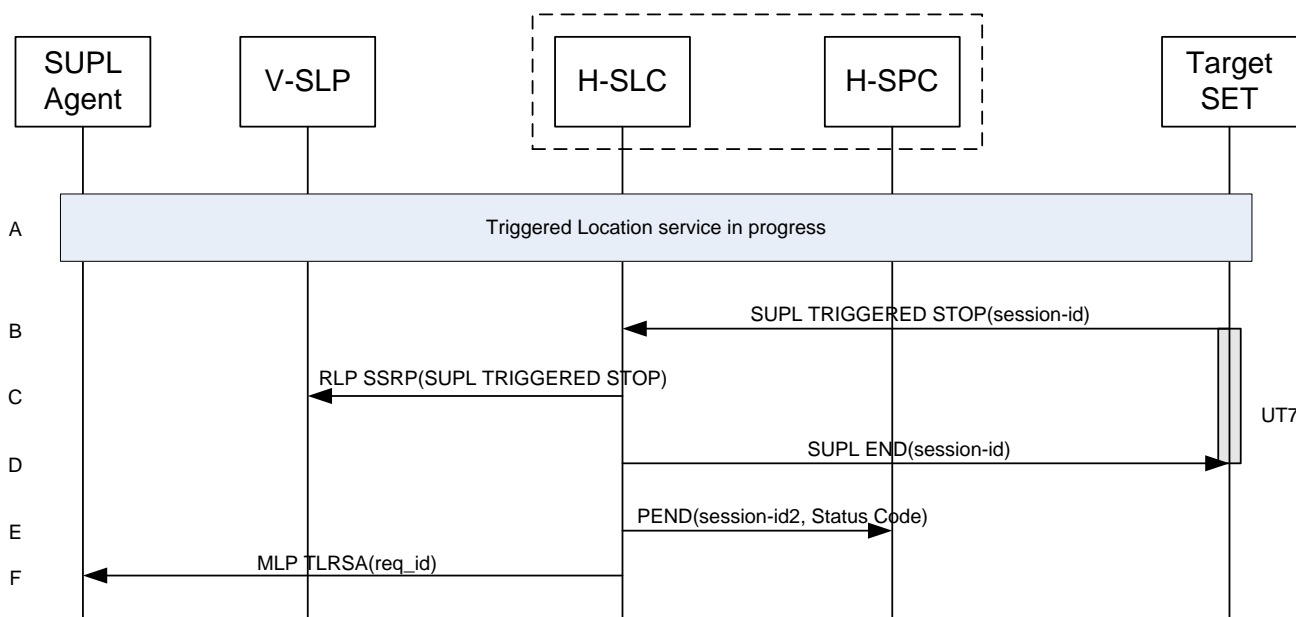 SUPL
Agent
V-SLP
H-SLC
H-SPC
Target
SET
A
Triggered Location service in progress
B
SUPL TRIGGERED STOP(session-id)
C
RLP SSRP(SUPL TRIGGERED STOP)
UT7
D
SUPL END(session-id)
E
PEND(session-id2, Status Code)
F
MLP TLRSA(req_id)